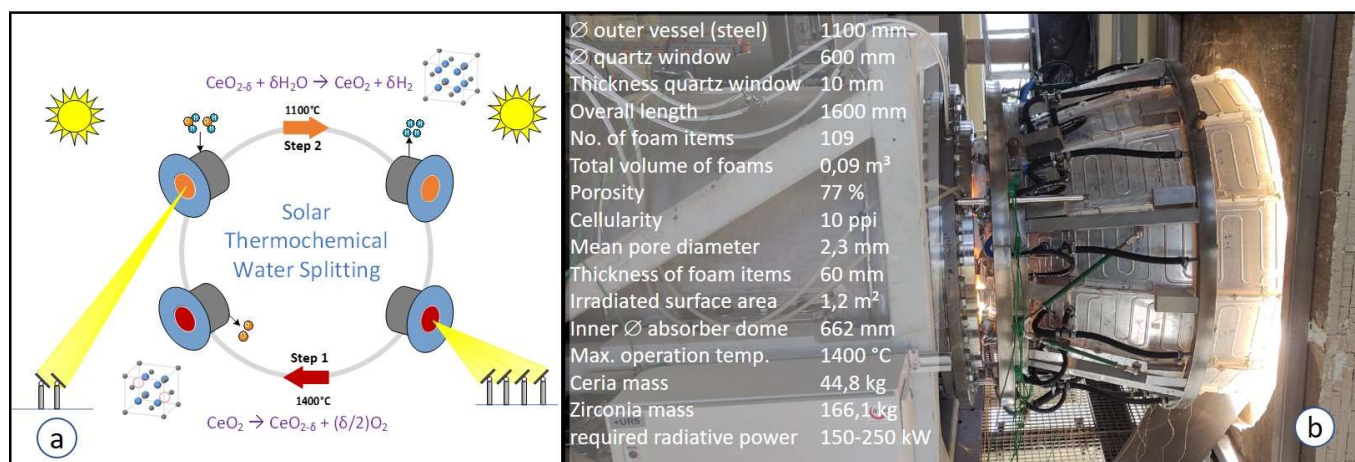 CeO2-δ + δH2O → CeO2 + δH2
1100℃
Step 2
Solar
Thermochemical
Water Splitting
Step 1
1400℃
CeO2 → CeO2-δ + (δ/2)O2
a
∅ outer vessel (steel) 1100 mm
∅ quartz window 600 mm
Thickness quartz window 10 mm
Overall length 1600 mm
No. of foam items 109
Total volume of foams 0,09 m³
Porosity 77 %
Cellularity 10 ppi
Mean pore diameter 2,3 mm
Thickness of foam items 60 mm
Irradiated surface area 1,2 m²
Inner ∅ absorber dome 662 mm
Max. operation temp. 1400 °C
Ceria mass 44,8 kg
Zirconia mass 166,1 kg
required radiative power 150-250 kW
b